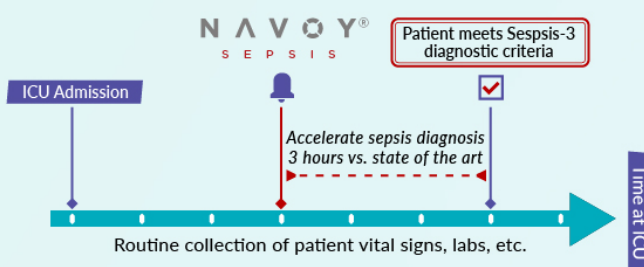 NAVOY®
SEPSIS
Patient meets Sespsis-3
diagnostic criteria
ICU Admission
Accelerate sepsis diagnosis
3 hours vs. state of the art
Time at ICU
Routine collection of patient vital signs, labs, etc.